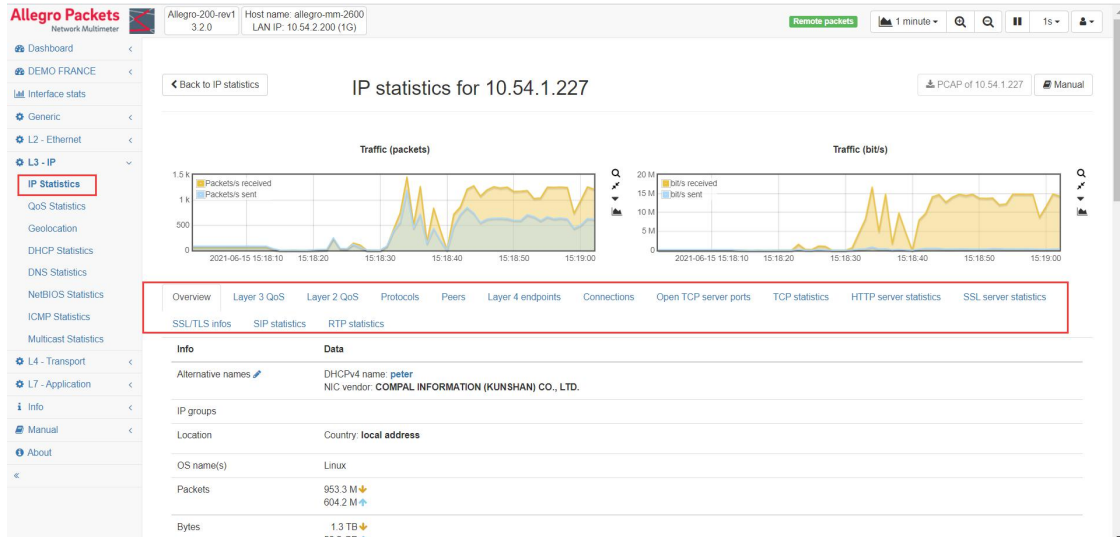 Allegro Packets
Network Multimeter
Allegro-200-rev1
3.2.0
Host name: allegro-mm-2600
LAN IP: 10.54.2.200 (1G)
Remote packets
1 minute
1s
Dashboard
DEMO FRANCE
Interface stats
Generic
L2 - Ethernet
L3 - IP
IP Statistics
QoS Statistics
Geolocation
DHCP Statistics
DNS Statistics
NetBIOS Statistics
ICMP Statistics
Multicast Statistics
L4 - Transport
L7 - Application
Info
Manual
About
«
Back to IP statistics
IP statistics for 10.54.1.227
PCAP of 10.54.1.227
Manual
Traffic (packets)
1.5 k
1 k
500
0
Packets/s received
Packets/s sent
2021-06-15 15:18:10 15:18:20 15:18:30 15:18:40 15:18:50 15:19:00
Traffic (bit/s)
20 M
15 M
10 M
5 M
0
bit/s received
bit/s sent
2021-06-15 15:18:10 15:18:20 15:18:30 15:18:40 15:18:50 15:19:00
Overview Layer 3 QoS Layer 2 QoS Protocols Peers Layer 4 endpoints Connections Open TCP server ports TCP statistics HTTP server statistics SSL server statistics
SSL/TLS infos SIP statistics RTP statistics
Info Data
Alternative names DHCPv4 name: peter
NIC vendor: COMPAL INFORMATION (KUNSHAN) CO., LTD.
IP groups
Location Country: local address
OS name(s) Linux
Packets 953.3 M
604.2 M
Bytes 1.3 TB